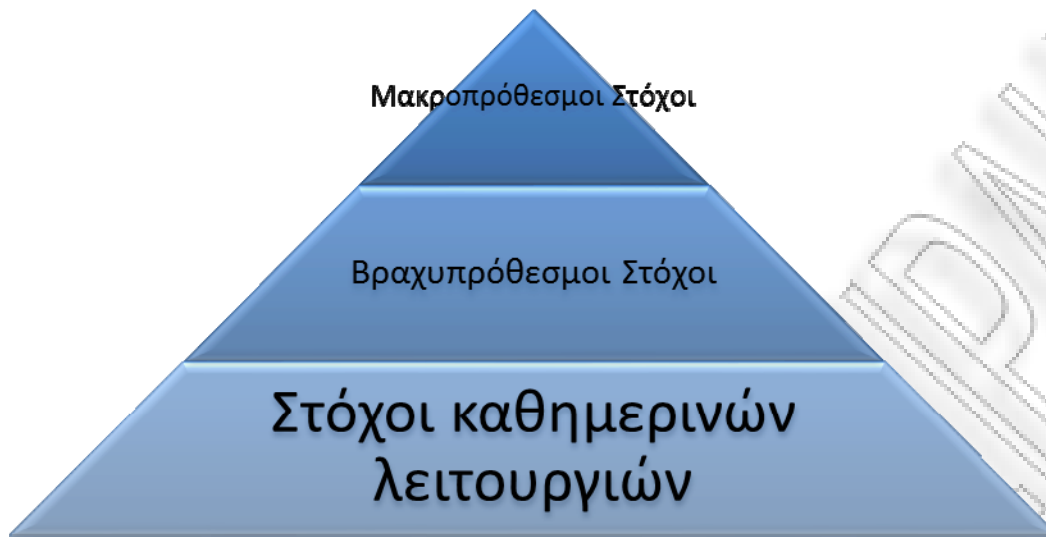 Μακροπρόθεσμοι Στόχοι
Βραχυπρόθεσμοι Στόχοι
Στόχοι καθημερινών
λειτουργιών